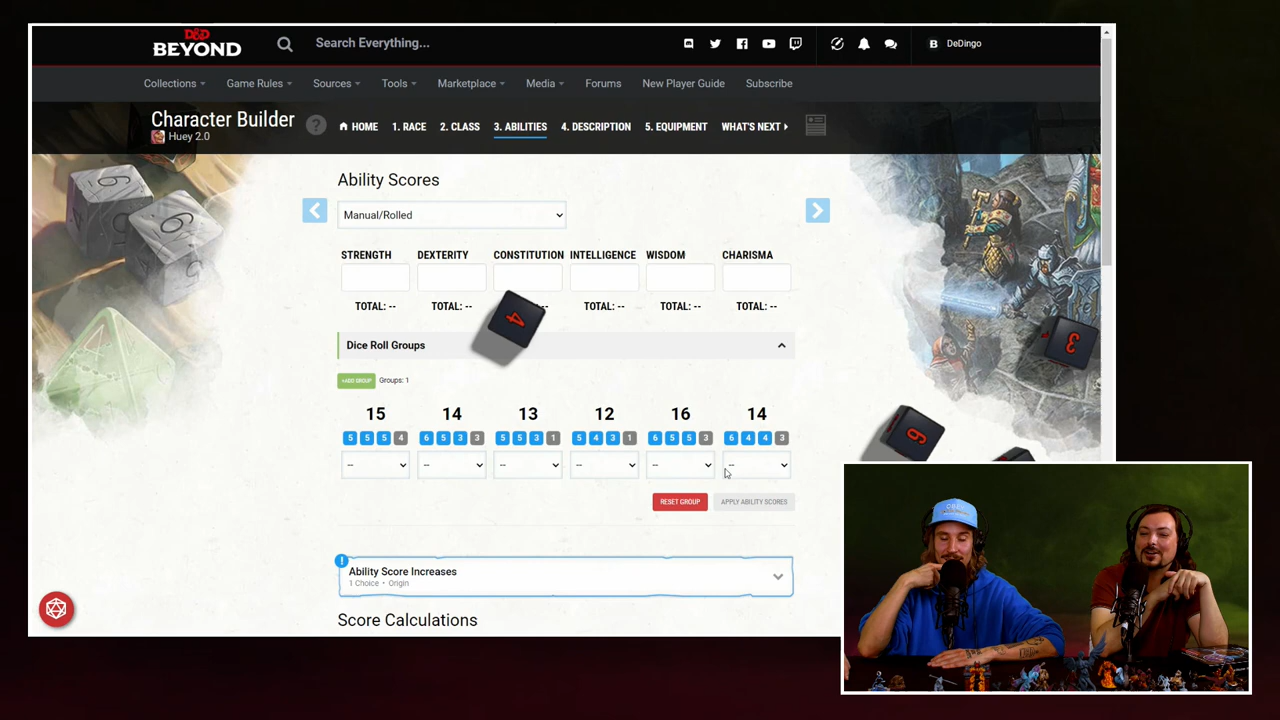 D&D
BEYOND
Search Everything...
B DeDingo
Collections Game Rules Sources Tools Marketplace Media Forums New Player Guide Subscribe
Character Builder
Huey 2.0
? HOME 1. RACE 2. CLASS 3. ABILITIES 4. DESCRIPTION 5. EQUIPMENT WHAT'S NEXT
Ability Scores
Manual/Rolled
STRENGTH DEXTERITY CONSTITUTION INTELLIGENCE WISDOM CHARISMA
TOTAL: -- TOTAL: -- -- TOTAL: -- TOTAL: -- TOTAL: --
4
3
Dice Roll Groups
+ADD GROUP Groups: 1
15 14 13 12 16 14
5 5 5 4 6 5 3 3 5 5 3 1 5 4 3 1 6 5 5 3 6 4 4 3
6
-- -- -- -- -- --
RESET GROUP APPLY ABILITY SCORES
!
Ability Score Increases
1 Choice • Origin
Score Calculations